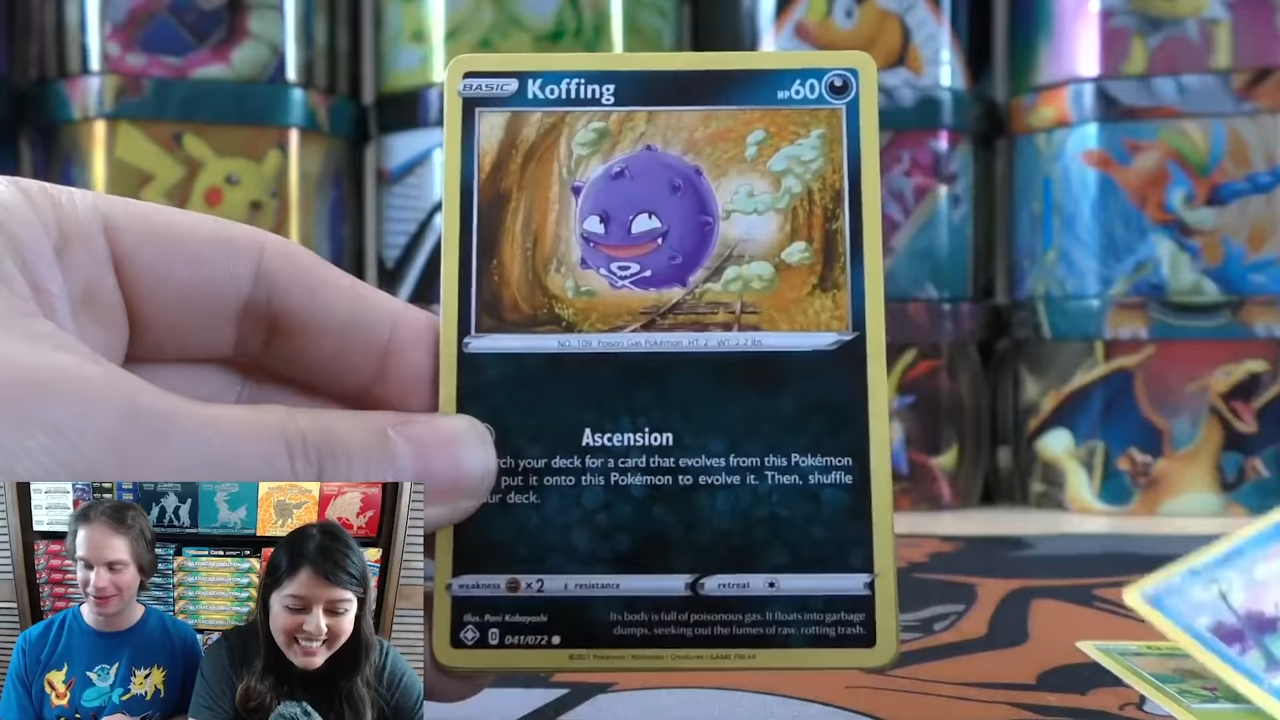 BASIC Koffing HP60
NO. 109 Poison Gas Pokémon HT: 2' WT: 2.2 lbs.
Ascension
rch your deck for a card that evolves from this Pokémon
put it onto this Pokémon to evolve it. Then, shuffle
ur deck.
weakness ×2 resistance retreat
Illus. Pani Kobayashi
Its body is full of poisonous gas. It floats into garbage
dumps, seeking out the fumes of raw, rotting trash.
D 041/072
©2021 Pokémon / Nintendo / Creatures / GAME FREAK